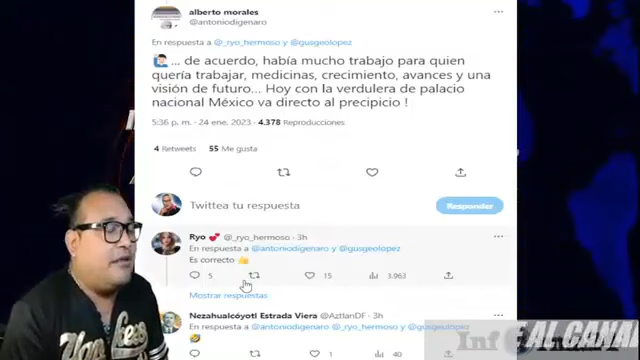 alberto morales
@antoniodigenaro
En respuesta a @_ryo_hermoso y @gusgeolopez
🙋🏻‍♂️... de acuerdo, había mucho trabajo para quien
quería trabajar, medicinas, crecimiento, avances y una
visión de futuro... Hoy con la verdulera de palacio
nacional México va directo al precipicio !
5:36 p. m. · 24 ene. 2023 · 4.378 Reproducciones
4 Retweets 55 Me gusta
Twittea tu respuesta
Responder
Ryo 💕 @_ryo_hermoso · 3h
En respuesta a @antoniodigenaro y @gusgeolopez
Es correcto 👍
5 15 3.963
Mostrar respuestas
Nezahualcóyotl Estrada Viera @AztlanDF · 3h
En respuesta a @antoniodigenaro @_ryo_hermoso y @gusgeolopez
🤣
1 40
E AL CANAL